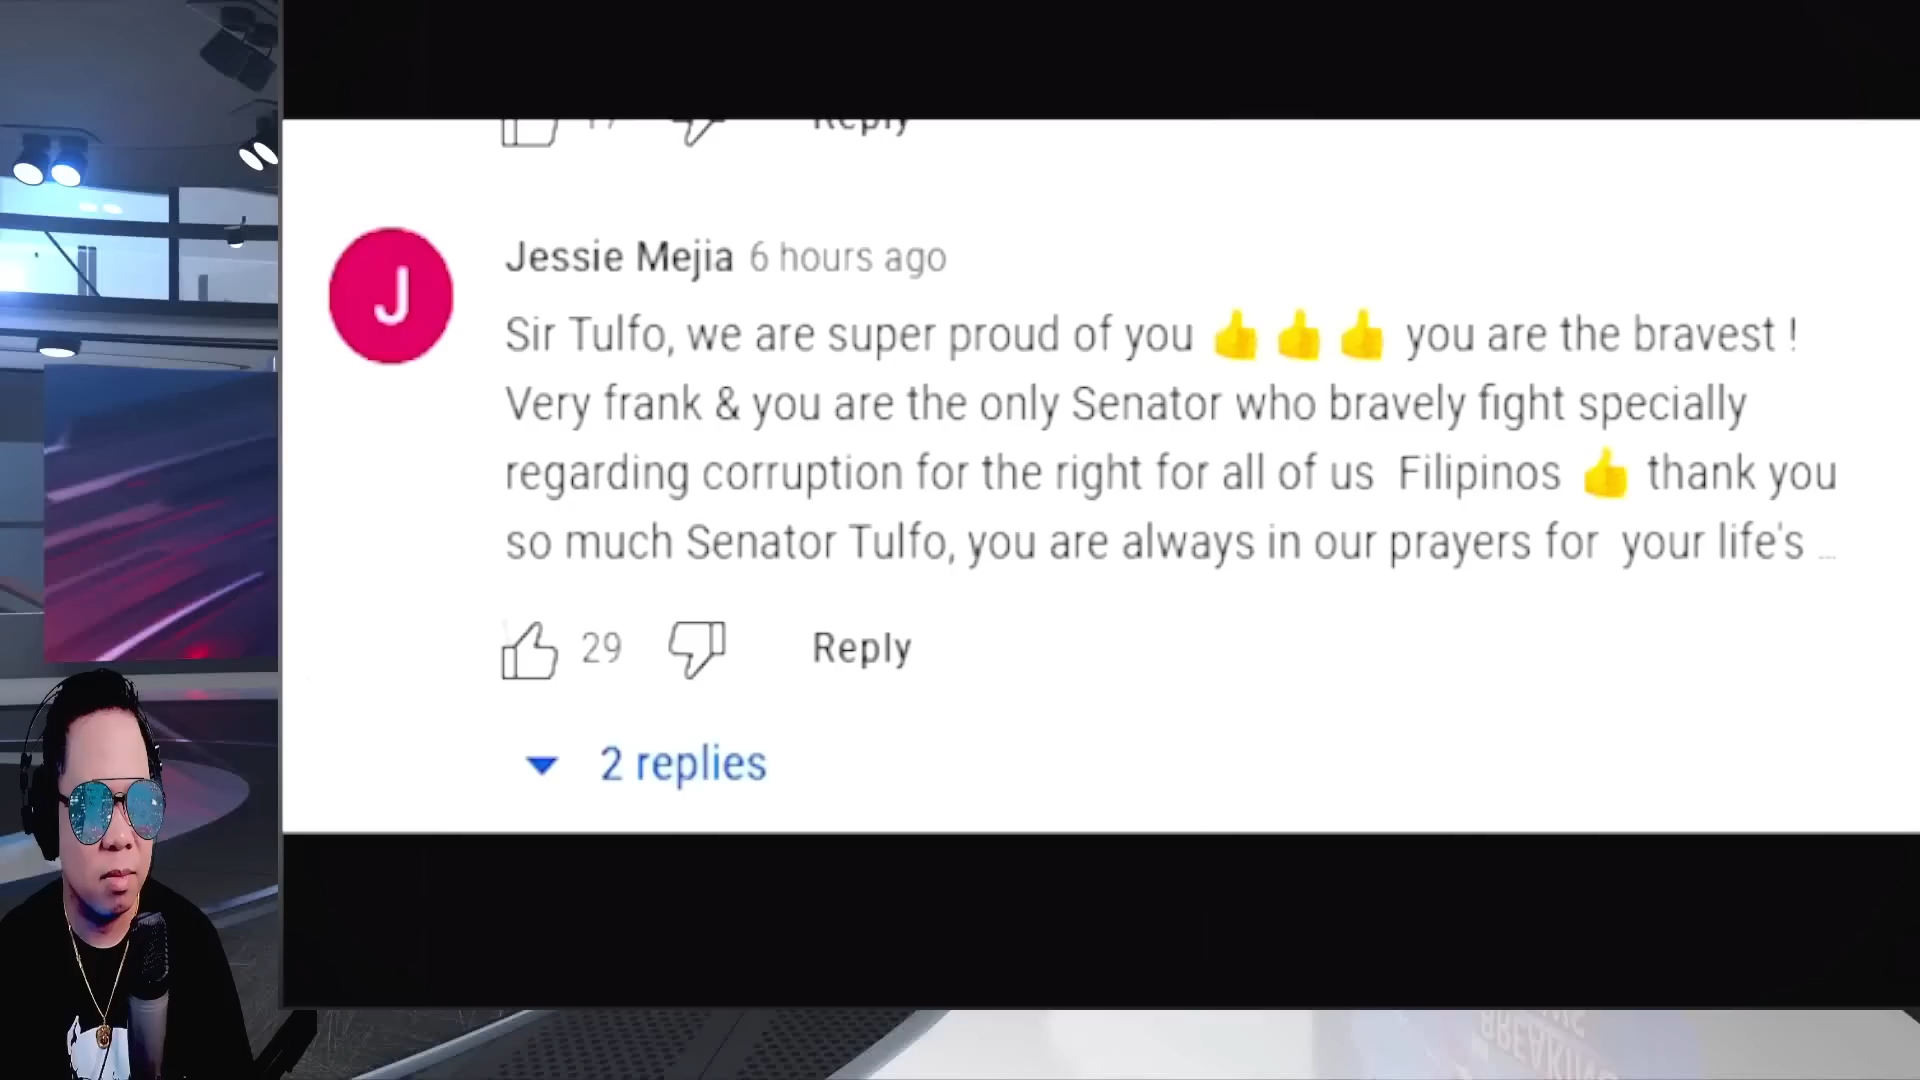 Reply
J
Jessie Mejia 6 hours ago
Sir Tulfo, we are super proud of you 👍 👍 👍 you are the bravest !
Very frank & you are the only Senator who bravely fight specially
regarding corruption for the right for all of us Filipinos 👍 thank you
so much Senator Tulfo, you are always in our prayers for your life's ...
29 Reply
2 replies
BREAKING